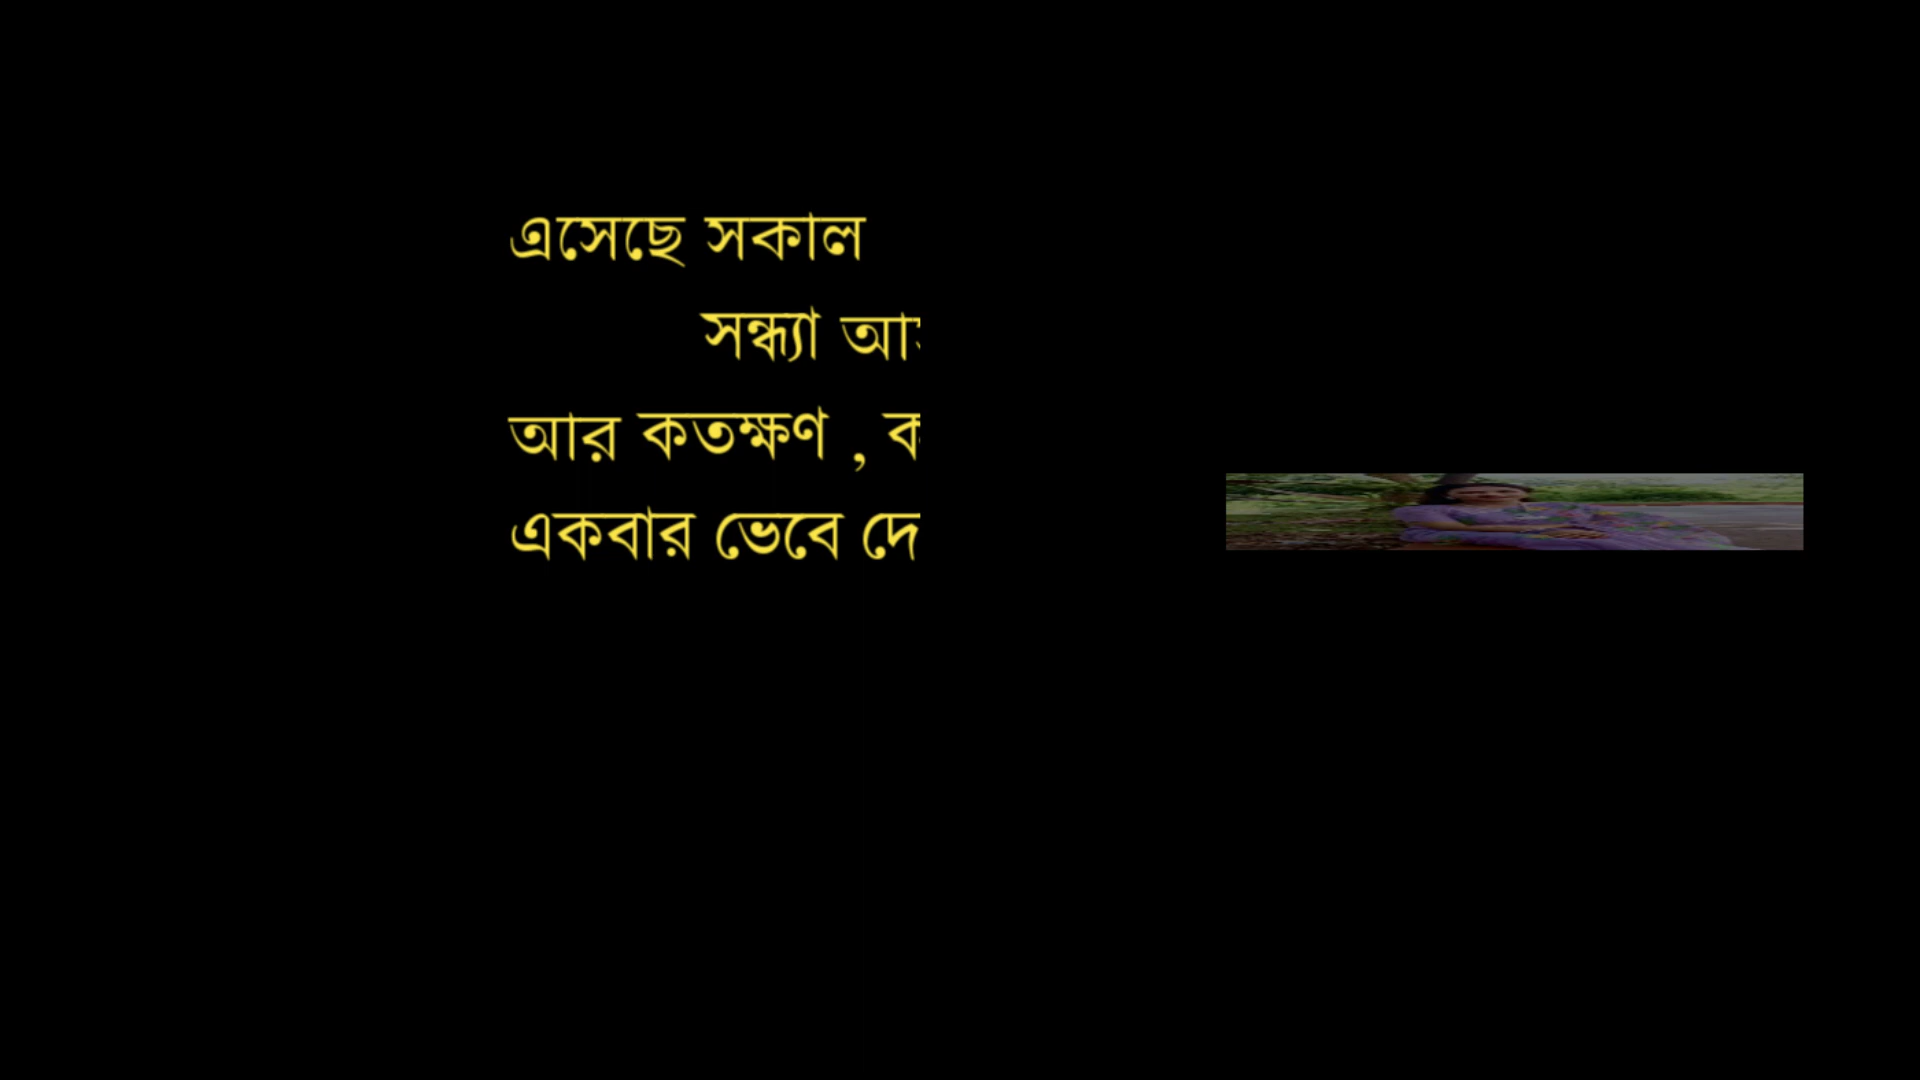 এসেছে সকাল
সন্ধ্যা
আর কতক্ষণ ,
একবার ভেবে